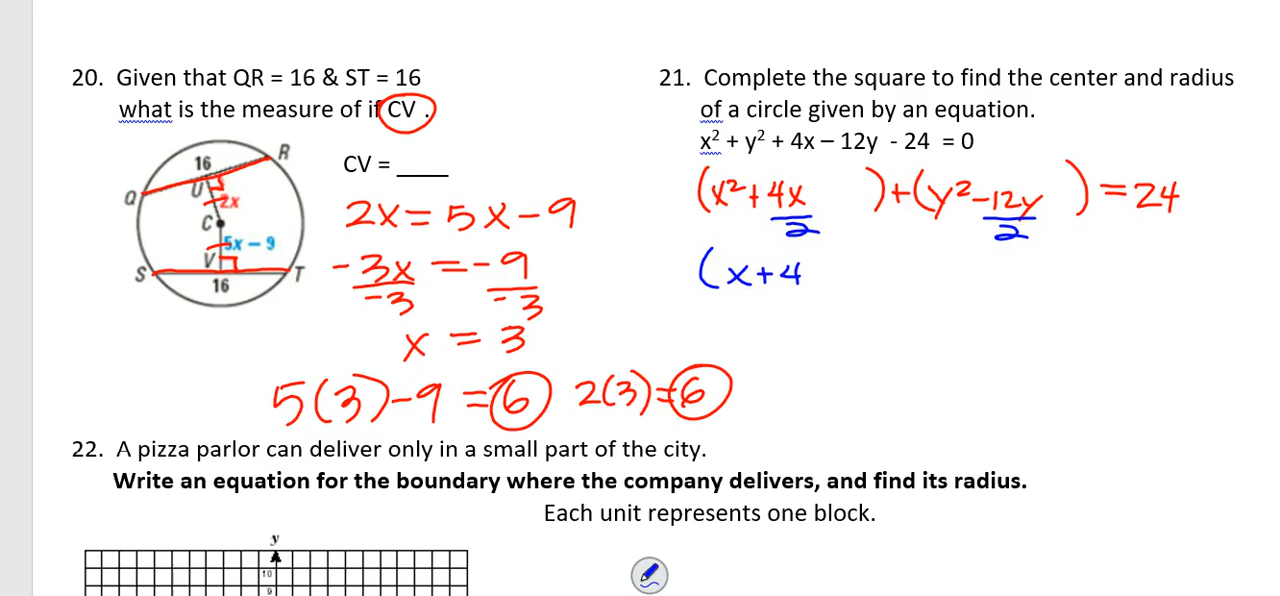 20. Given that QR = 16 & ST = 16
what is the measure of if CV .
R
16
Q
U
2x
C
5x – 9
V
S
T
16
CV = ____
2x = 5x - 9
-3x = -9
-3 -3
x = 3
5(3)-9 = 6 2(3)=6
21. Complete the square to find the center and radius
of a circle given by an equation.
x² + y² + 4x – 12y - 24 = 0
(x²+4x )+(y²-12y ) = 24
2 2
(x+4
22. A pizza parlor can deliver only in a small part of the city.
Write an equation for the boundary where the company delivers, and find its radius.
Each unit represents one block.
y
10
9